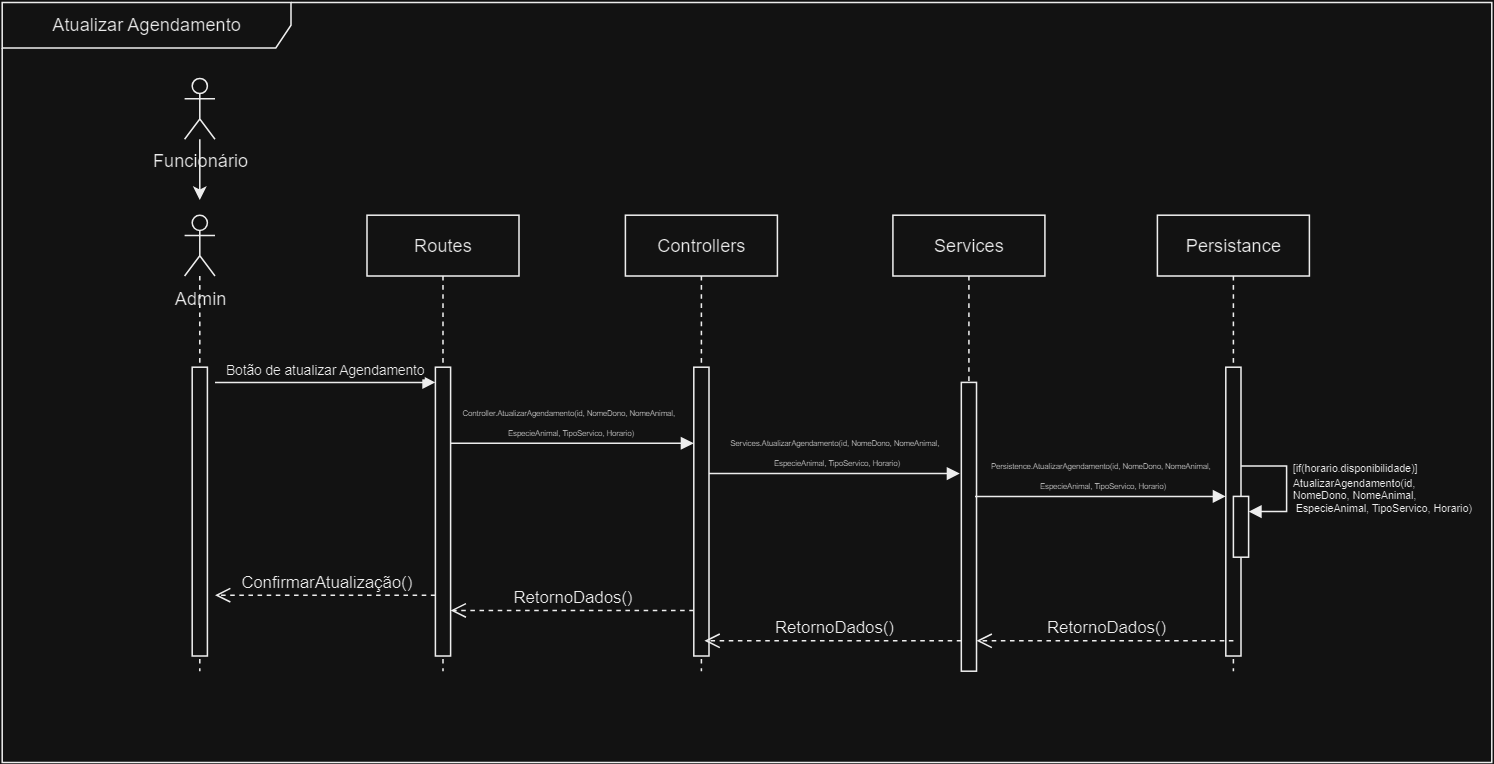 Atualizar Agendamento
Funcionário
Admin
Routes
Controllers
Services
Persistance
Botão de atualizar Agendamento
Controller.AtualizarAgendamento(id, NomeDono, NomeAnimal,
EspecieAnimal, TipoServico, Horario)
Services.AtualizarAgendamento(id, NomeDono, NomeAnimal,
EspecieAnimal, TipoServico, Horario)
Persistence.AtualizarAgendamento(id, NomeDono, NomeAnimal,
EspecieAnimal, TipoServico, Horario)
[if(horario.disponibilidade)]
AtualizarAgendamento(id,
NomeDono, NomeAnimal,
EspecieAnimal, TipoServico, Horario)
ConfirmarAtualização()
RetornoDados()
RetornoDados()
RetornoDados()